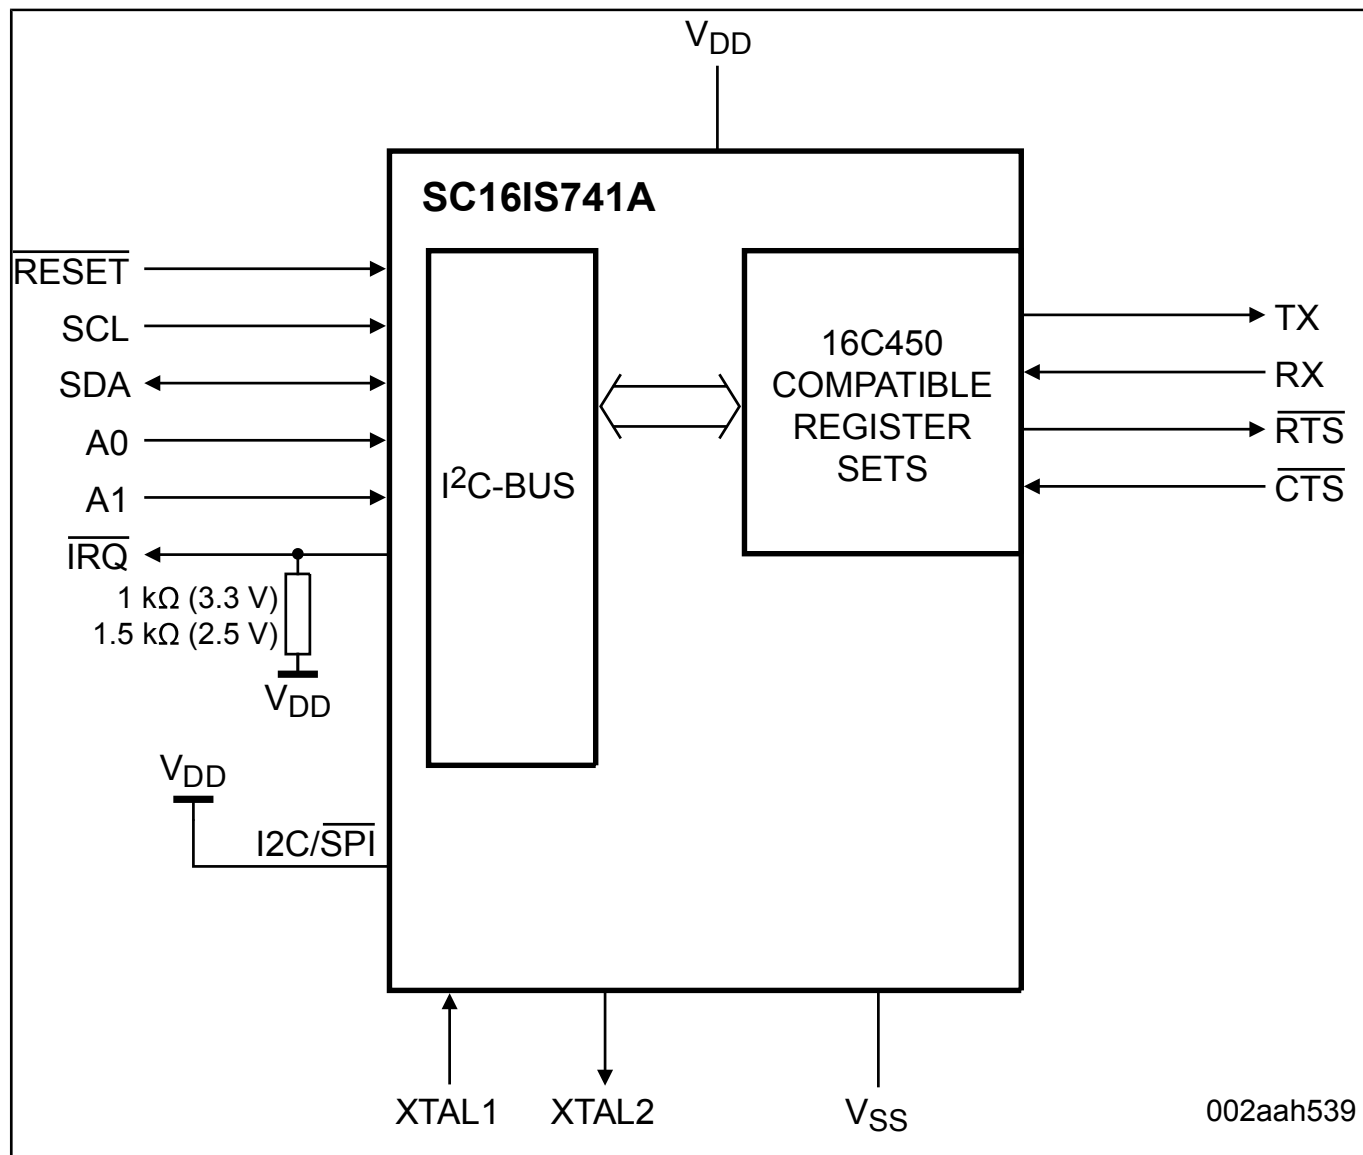 VDD
SC16IS741A
RESET
SCL
SDA
A0
A1
IRQ
1 kΩ (3.3 V)
1.5 kΩ (2.5 V)
VDD
VDD
I2C/SPI
I²C-BUS
16C450
COMPATIBLE
REGISTER
SETS
TX
RX
RTS
CTS
XTAL1
XTAL2
VSS
002aah539